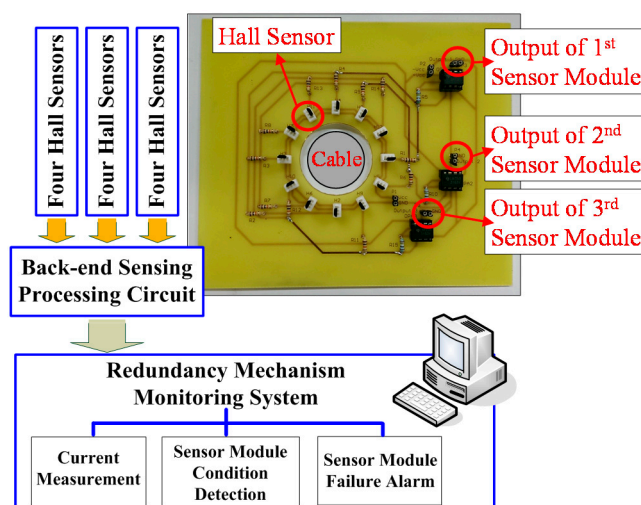 Four Hall Sensors
Four Hall Sensors
Four Hall Sensors
Hall Sensor
Cable
Output of 1st
Sensor Module
Output of 2nd
Sensor Module
Output of 3rd
Sensor Module
Back-end Sensing
Processing Circuit
Redundancy Mechanism
Monitoring System
Current
Measurement
Sensor Module
Condition
Detection
Sensor Module
Failure Alarm